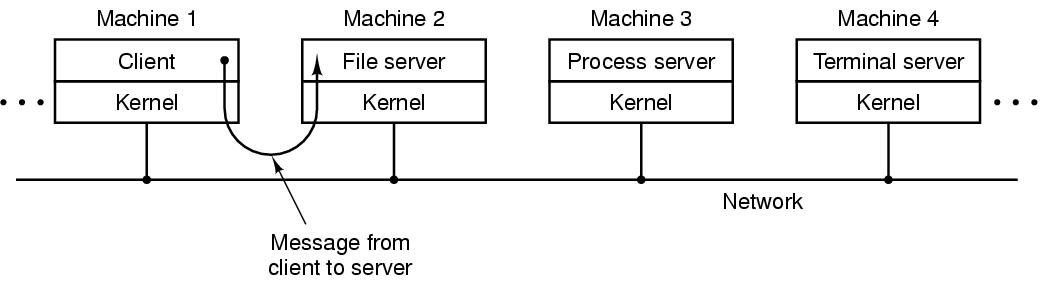 Machine 1 Machine 2 Machine 3 Machine 4
Client File server Process server Terminal server
Kernel Kernel Kernel Kernel
Network
Message from
client to server